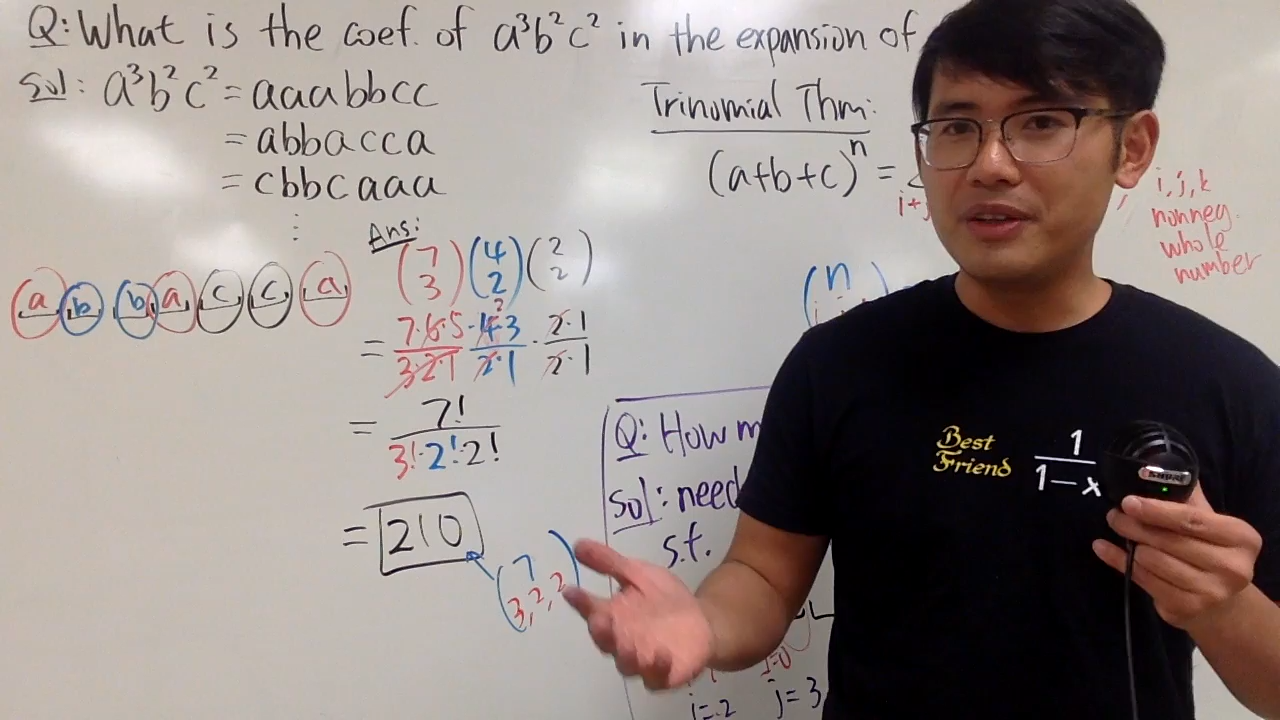 Q: What is the coef. of a³b²c² in the expansion of
Sol: a³b²c² = aaabbcc
= abbacca
= cbbcaaa
⋮
a b b a c c a
Ans:
(7 3)(4 2)(2 2)
= 7·6·5/3·2·1 · 4·3/2·1 · 2·1/2·1
2
= 7!/3!·2!·2!
= 210
(7 3,2,2)
Trinomial Thm:
(a+b+c)ⁿ =
i, j, k
nonneg.
whole
number
(n
Q: How m
Sol: need
s.t.
i=2 j=3
Best
Friend
1/1-x